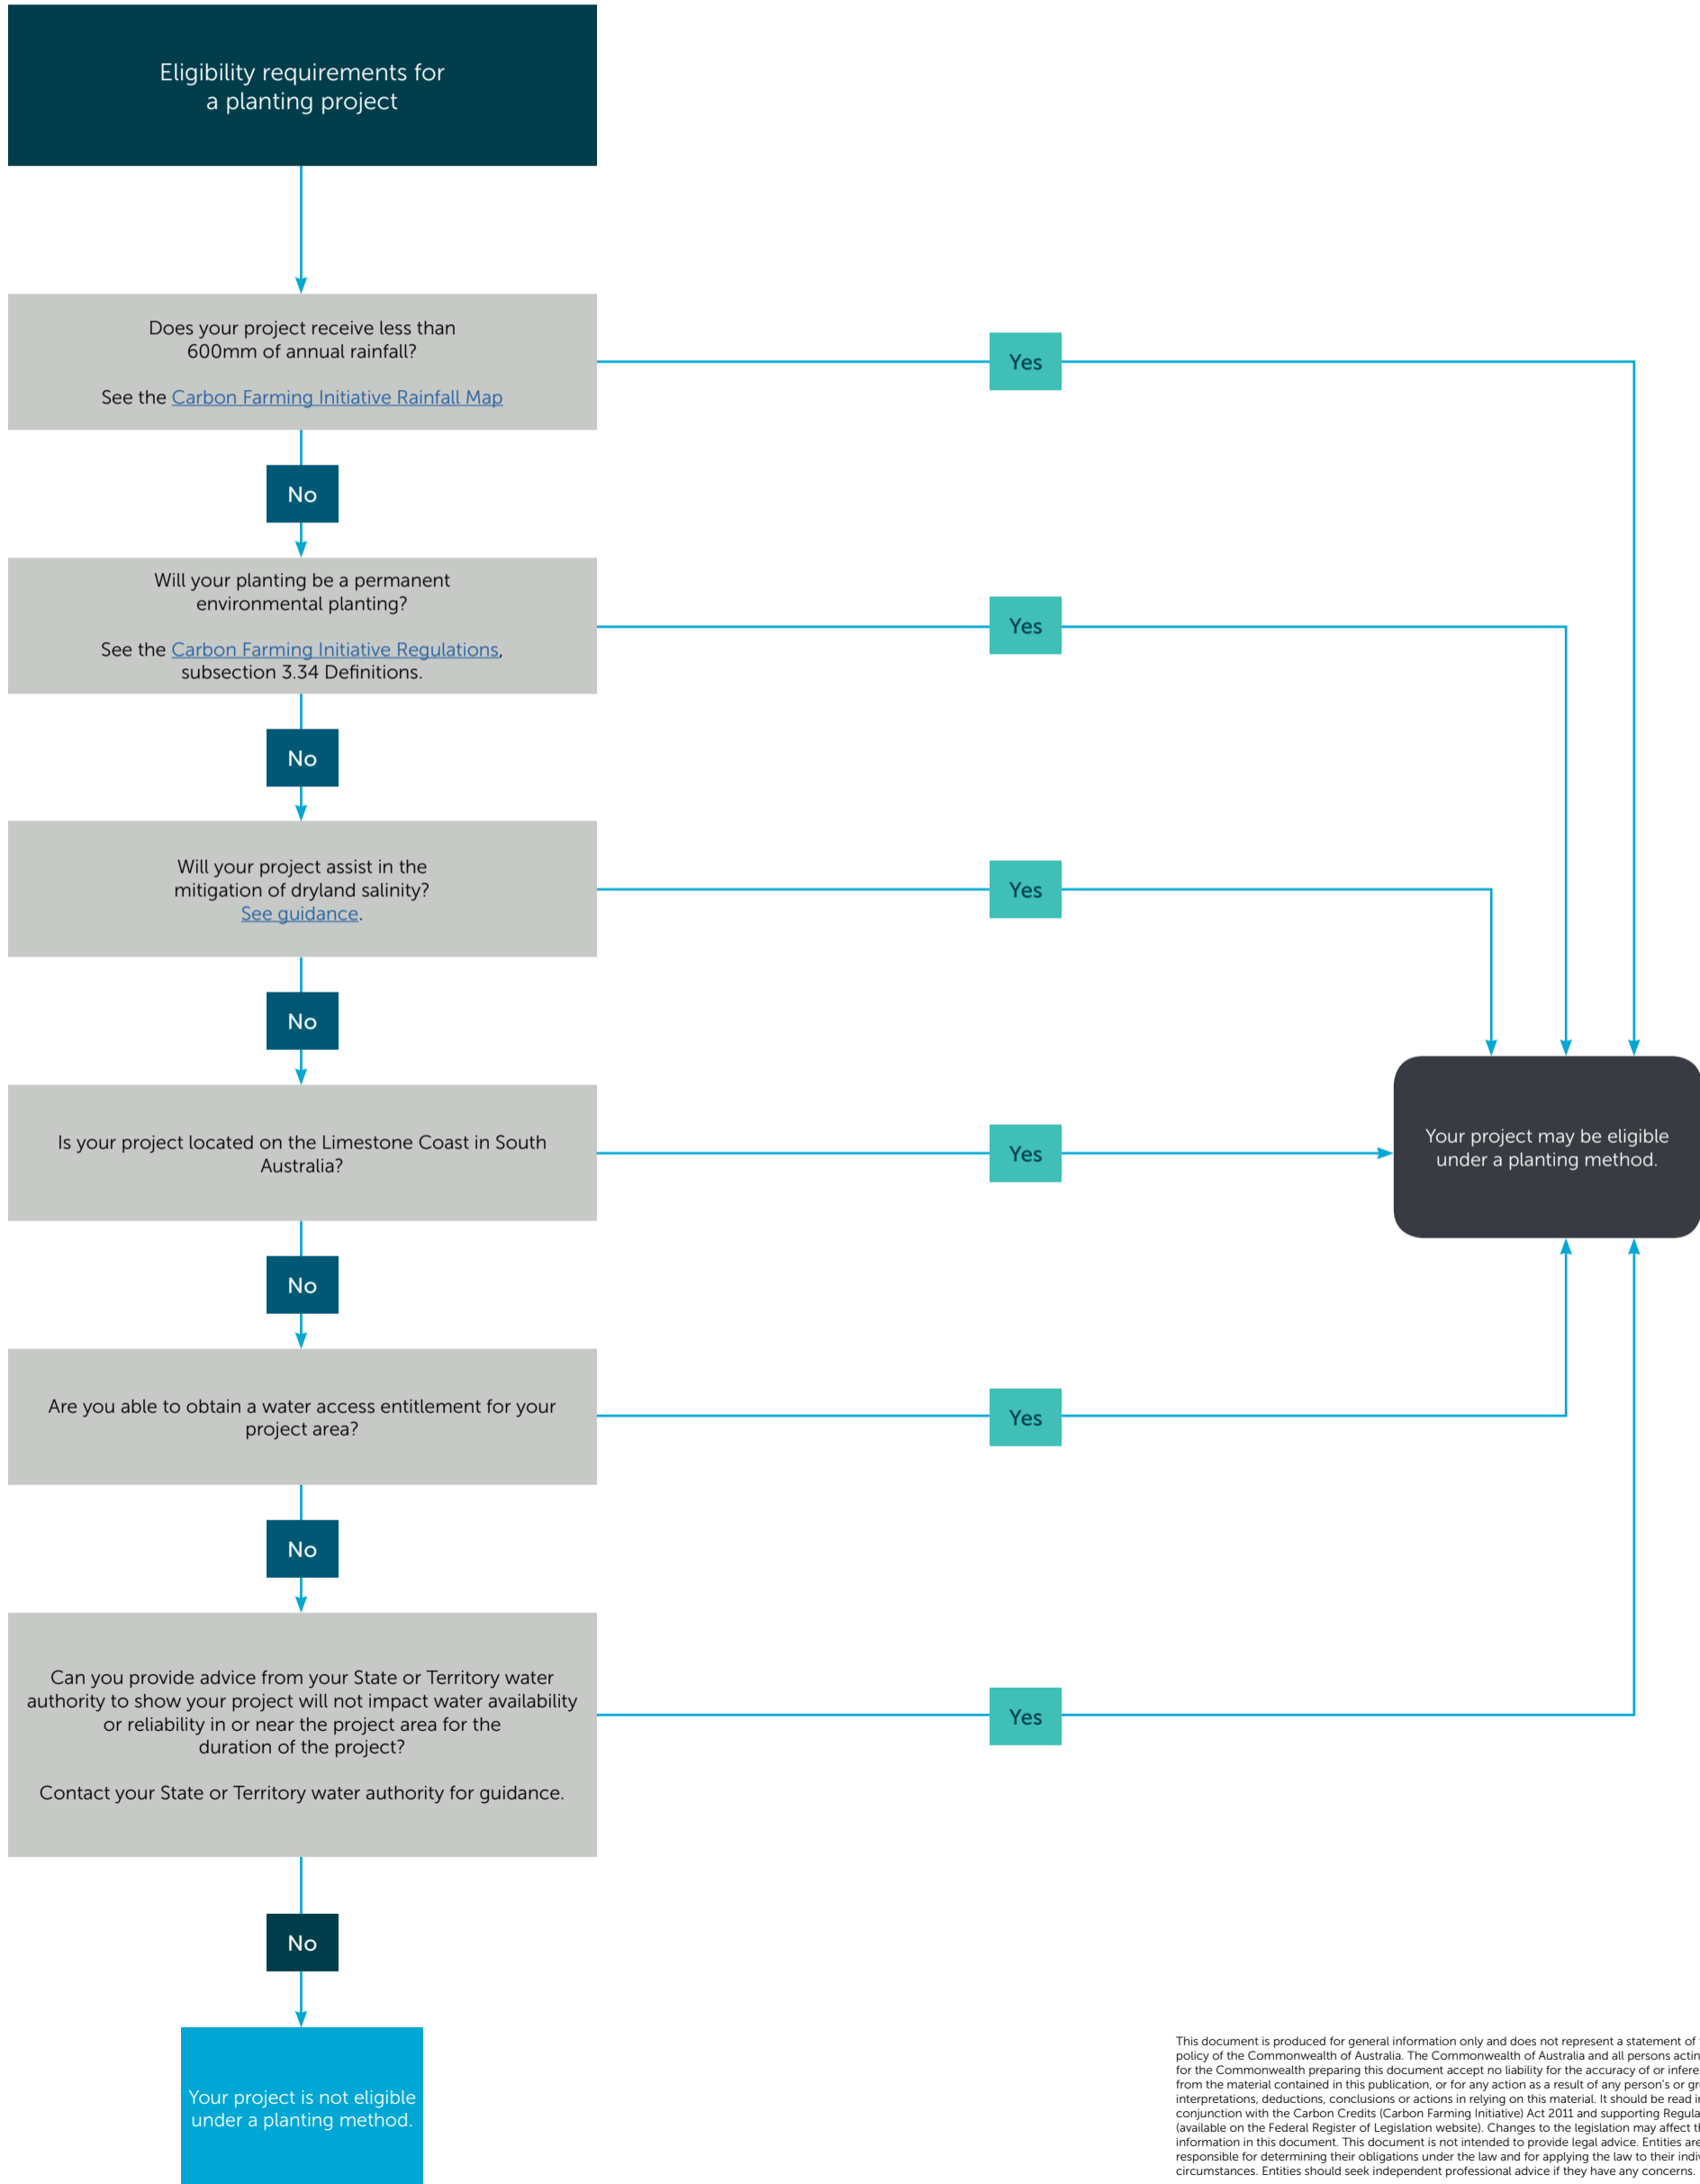 Eligibility requirements for
a planting project
Does your project receive less than
600mm of annual rainfall?
See the Carbon Farming Initiative Rainfall Map
Yes
No
Will your planting be a permanent
environmental planting?
See the Carbon Farming Initiative Regulations,
subsection 3.34 Definitions.
Yes
No
Will your project assist in the
mitigation of dryland salinity?
See guidance.
Yes
No
Is your project located on the Limestone Coast in South
Australia?
Yes
Your project may be eligible
under a planting method.
No
Are you able to obtain a water access entitlement for your
project area?
Yes
No
Can you provide advice from your State or Territory water
authority to show your project will not impact water availability
or reliability in or near the project area for the
duration of the project?
Contact your State or Territory water authority for guidance.
Yes
No
Your project is not eligible
under a planting method.
This document is produced for general information only and does not represent a statement of
policy of the Commonwealth of Australia. The Commonwealth of Australia and all persons
for the Commonwealth preparing this document accept no liability for the accuracy of or
from the material contained in this publication, or for any action as a result of any person's or
interpretations, deductions, conclusions or actions in relying on this material. It should be read
conjunction with the Carbon Credits (Carbon Farming Initiative) Act 2011 and supporting
(available on the Federal Register of Legislation website). Changes to the legislation may affect
information in this document. This document is not intended to provide legal advice. Entities are
responsible for determining their obligations under the law and for applying the law to their
circumstances. Entities should seek independent professional advice if they have any concerns.